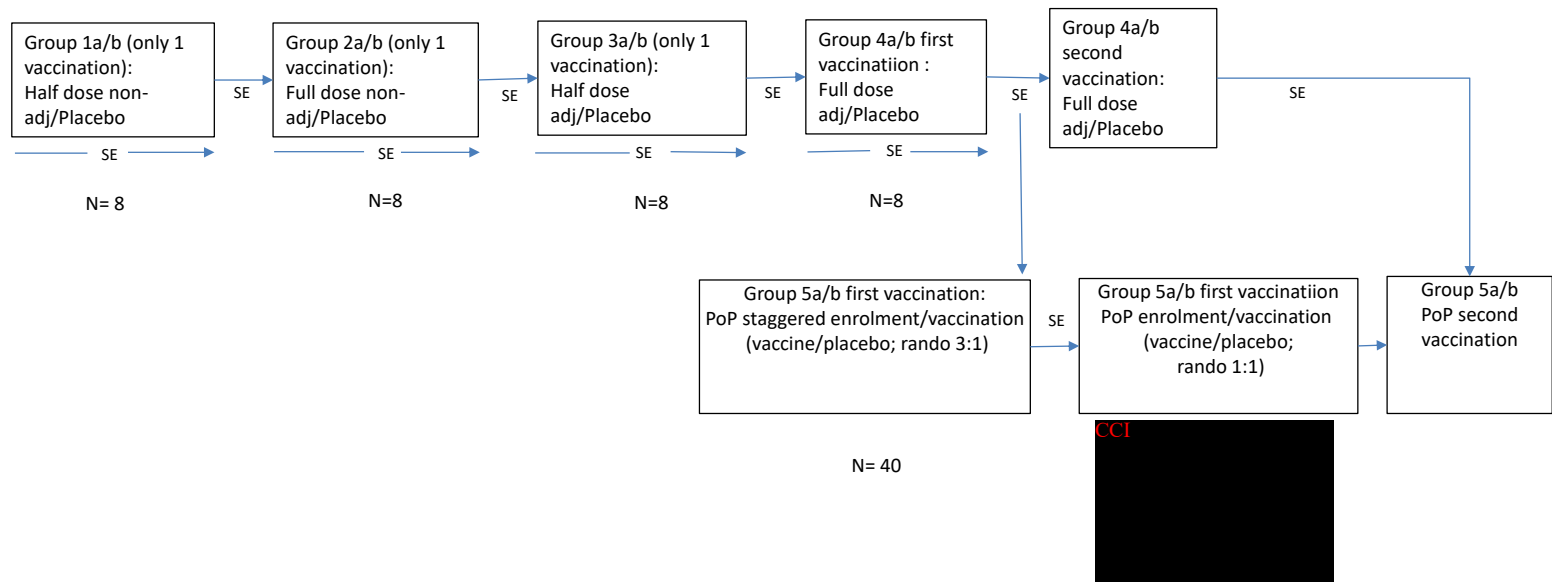 Group 1a/b (only 1
vaccination):
Half dose non-
adj/Placebo
SE
Group 2a/b (only 1
vaccination):
Full dose non-
adj/Placebo
SE
Group 3a/b (only 1
vaccination):
Half dose
adj/Placebo
SE
Group 4a/b first
vaccinatiion :
Full dose
adj/Placebo
SE
Group 4a/b
second
vaccination:
Full dose
adj/Placebo
SE
SE
SE
SE
SE
N= 8
N=8
N=8
N=8
Group 5a/b first vaccination:
PoP staggered enrolment/vaccination
(vaccine/placebo; rando 3:1)
SE
Group 5a/b first vaccinatiion
PoP enrolment/vaccination
(vaccine/placebo;
rando 1:1)
Group 5a/b
PoP second
vaccination
N= 40
CCI